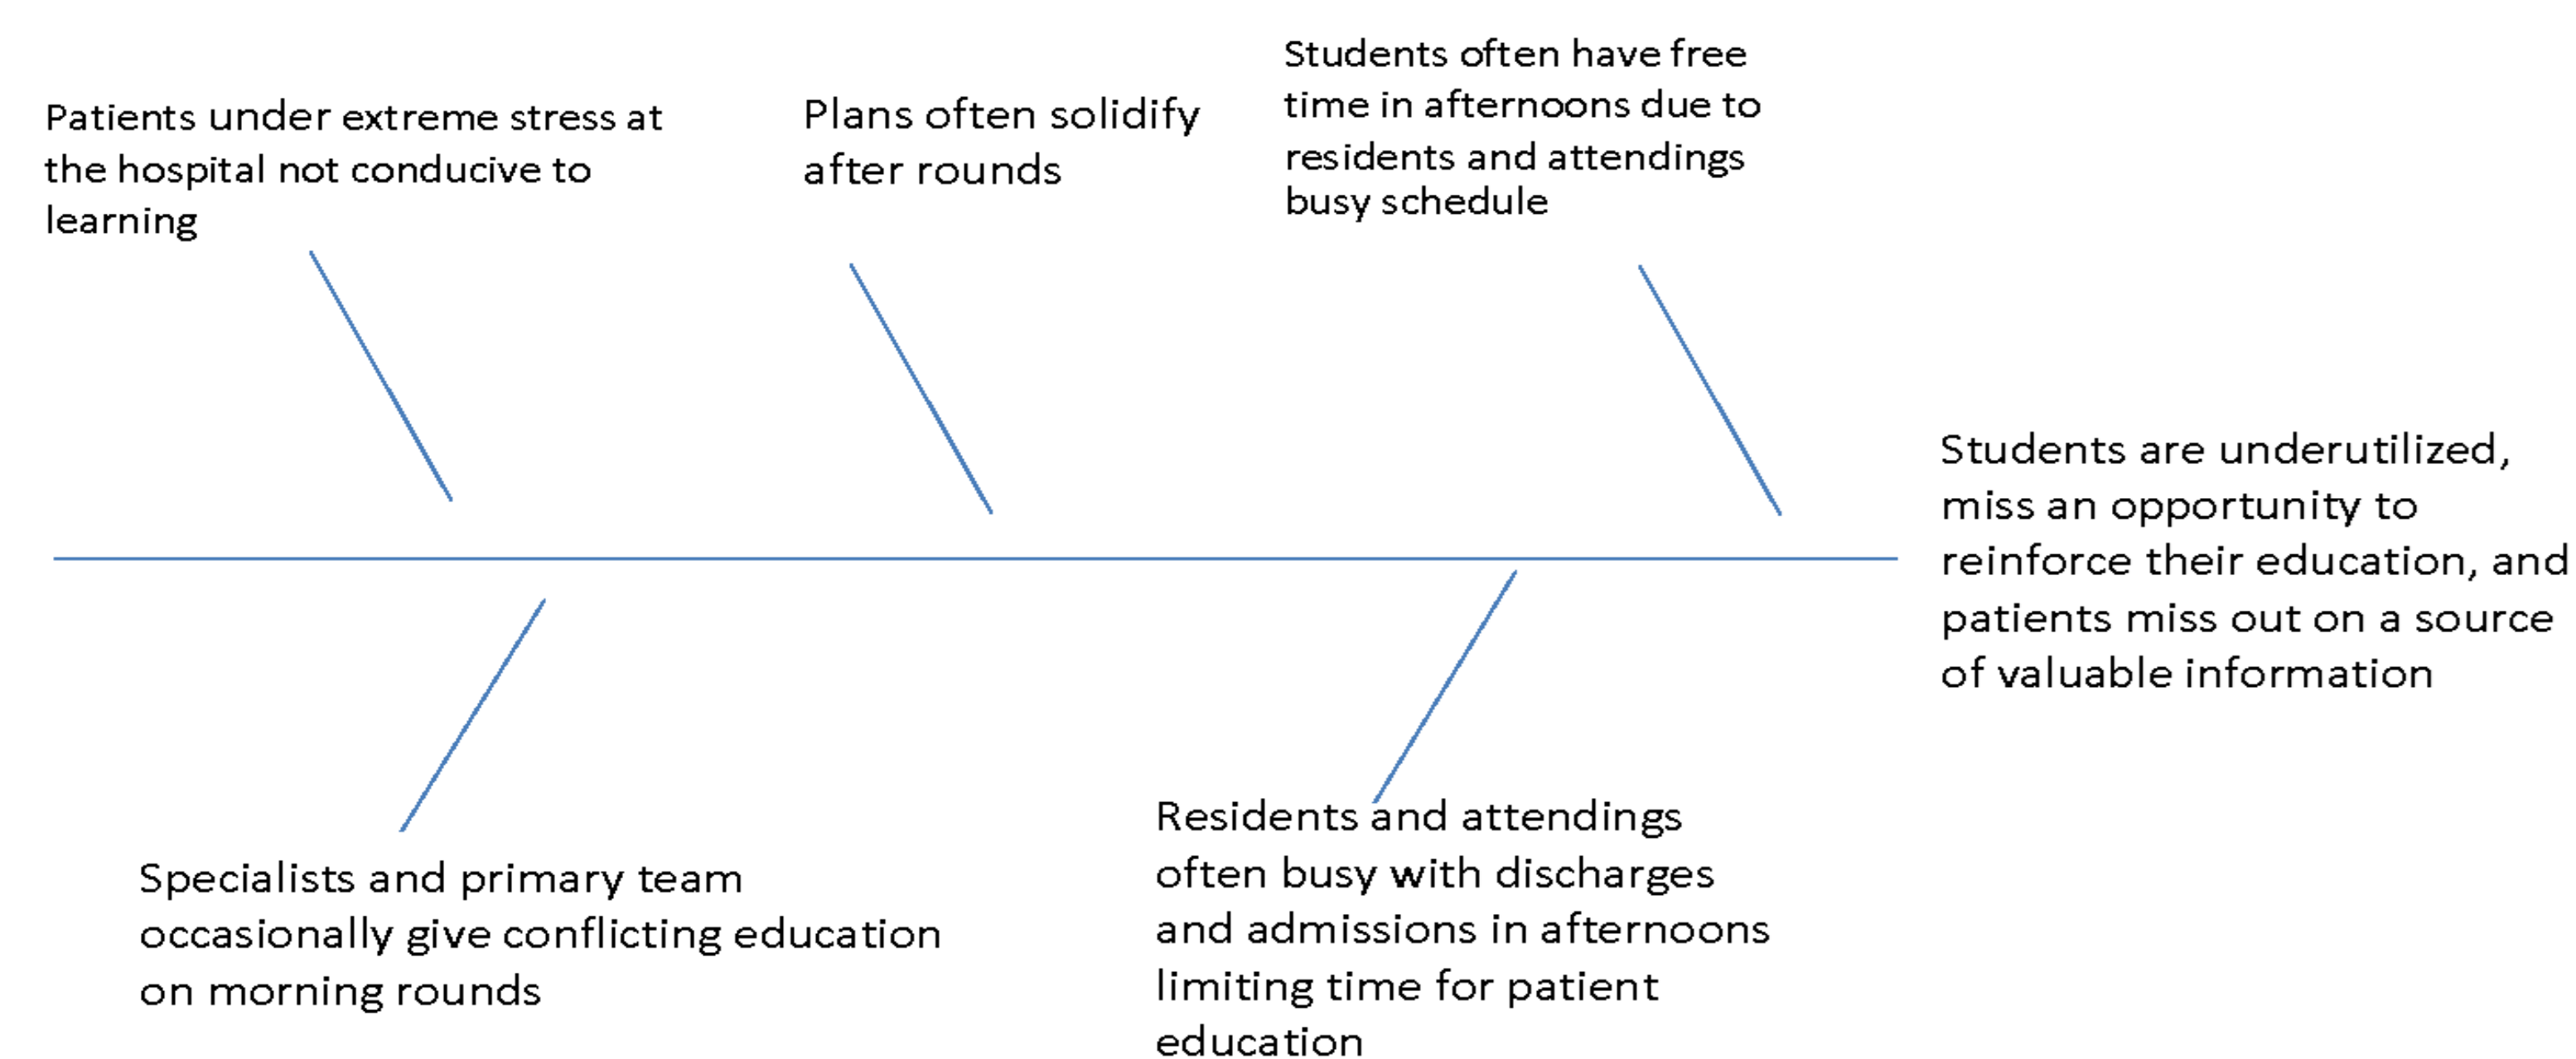 Patients under extreme stress at
the hospital not conducive to
learning
Plans often solidify
after rounds
Students often have free
time in afternoons due to
residents and attendings
busy schedule
Students are underutilized,
miss an opportunity to
reinforce their education, and
patients miss out on a source
of valuable information
Specialists and primary team
occasionally give conflicting education
on morning rounds
Residents and attendings
often busy with discharges
and admissions in afternoons
limiting time for patient
education